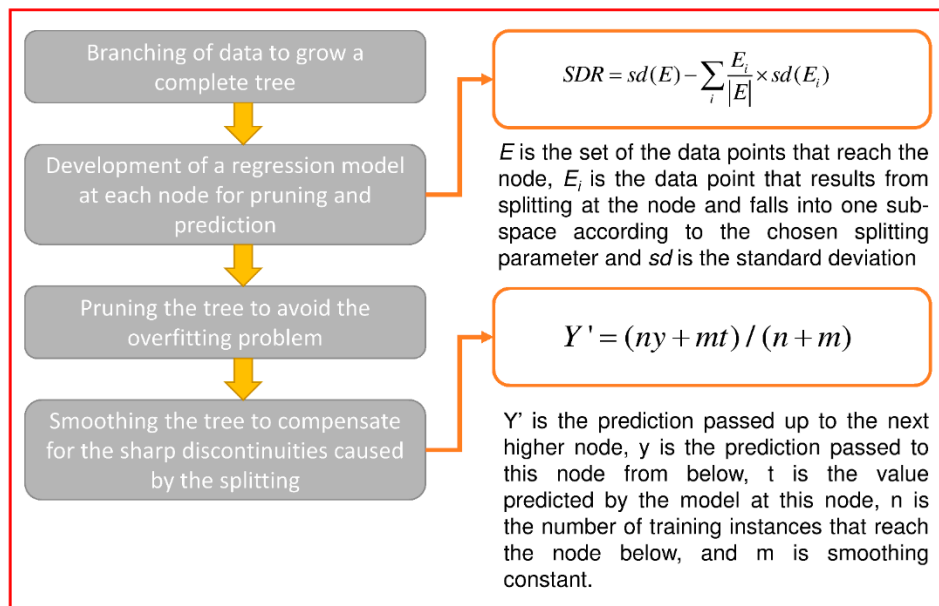 Branching of data to grow a
complete tree
Development of a regression model
at each node for pruning and
prediction
Pruning the tree to avoid the
overfitting problem
Smoothing the tree to compensate
for the sharp discontinuities caused
by the splitting
SDR = sd(E) − ∑_i E_i/|E| × sd(E_i)
E is the set of the data points that reach the
node, E_i is the data point that results from
splitting at the node and falls into one sub-
space according to the chosen splitting
parameter and sd is the standard deviation
Y' = (ny + mt) / (n + m)
Y’ is the prediction passed up to the next
higher node, y is the prediction passed to
this node from below, t is the value
predicted by the model at this node, n is
the number of training instances that reach
the node below, and m is smoothing
constant.